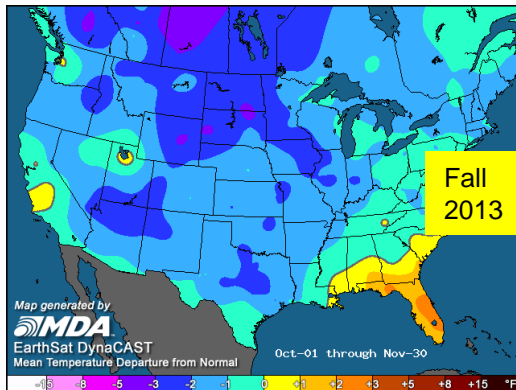 Fall
2013
Map generated by
MDA
EarthSat DynaCAST
Mean Temperature Departure from Normal
Oct-01 through Nov-30
-15 -8 -5 -2 -1 0 +1 +2 +3 +5 +8 +15 °F